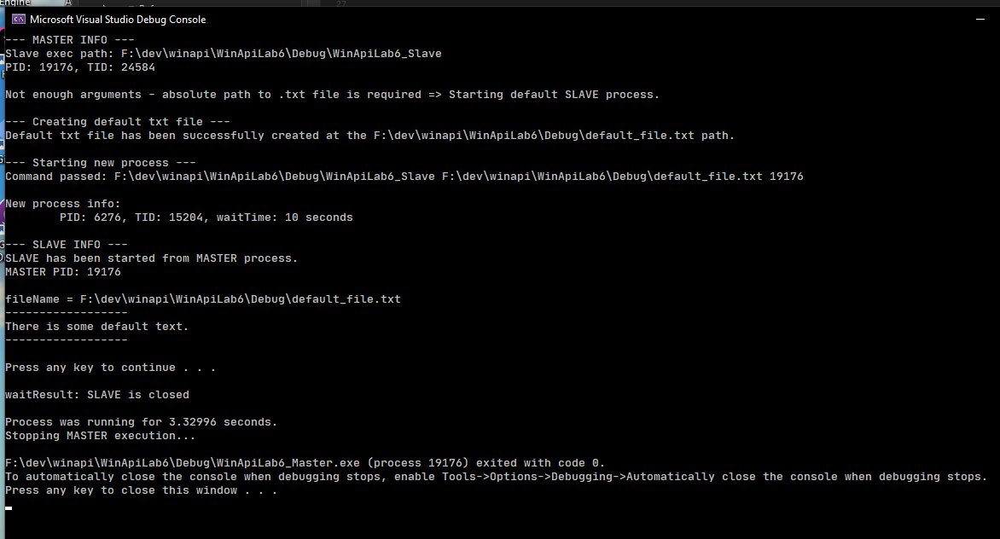 Engine
27
Microsoft Visual Studio Debug Console
--- MASTER INFO ---
Slave exec path: F:\dev\winapi\WinApiLab6\Debug\WinApiLab6_Slave
PID: 19176, TID: 24584
Not enough arguments - absolute path to .txt file is required => Starting default SLAVE process.
--- Creating default txt file ---
Default txt file has been successfully created at the F:\dev\winapi\WinApiLab6\Debug\default_file.txt path.
--- Starting new process ---
Command passed: F:\dev\winapi\WinApiLab6\Debug\WinApiLab6_Slave F:\dev\winapi\WinApiLab6\Debug\default_file.txt 19176
New process info:
PID: 6276, TID: 15204, waitTime: 10 seconds
--- SLAVE INFO ---
SLAVE has been started from MASTER process.
MASTER PID: 19176
fileName = F:\dev\winapi\WinApiLab6\Debug\default_file.txt
------------------
There is some default text.
------------------
Press any key to continue . . .
waitResult: SLAVE is closed
Process was running for 3.32996 seconds.
Stopping MASTER execution...
F:\dev\winapi\WinApiLab6\Debug\WinApiLab6_Master.exe (process 19176) exited with code 0.
To automatically close the console when debugging stops, enable Tools->Options->Debugging->Automatically close the console when debugging stops.
Press any key to close this window . . .